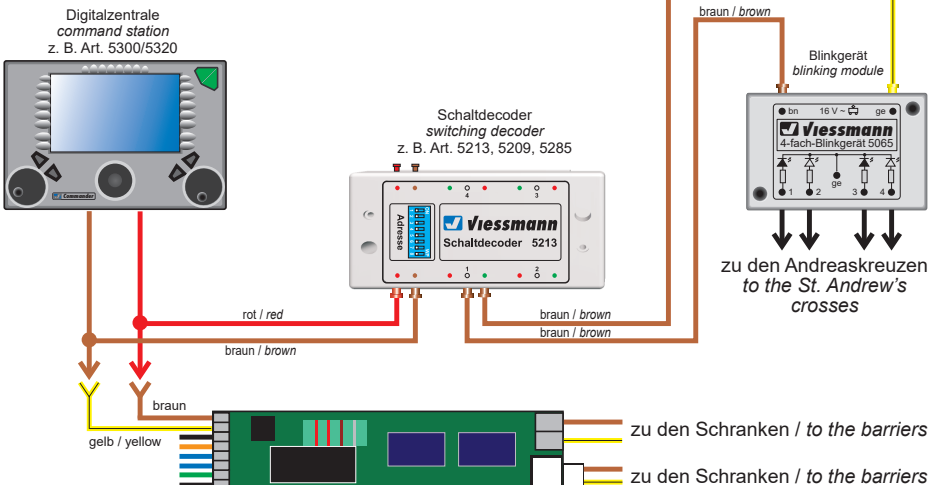 Digitalzentrale
command station
z. B. Art. 5300/5320
Commander
braun / brown
Schaltdecoder
switching decoder
z. B. Art. 5213, 5209, 5285
4
3
Adresse
Viessmann
Schaltdecoder 5213
1
2
Blinkgerät
blinking module
bn
16 V ~
ge
Viessmann
4-fach-Blinkgerät 5065
ge
1
2
3
4
zu den Andreaskreuzen
to the St. Andrew's
crosses
rot / red
braun / brown
braun / brown
braun / brown
braun
gelb / yellow
zu den Schranken / to the barriers
zu den Schranken / to the barriers